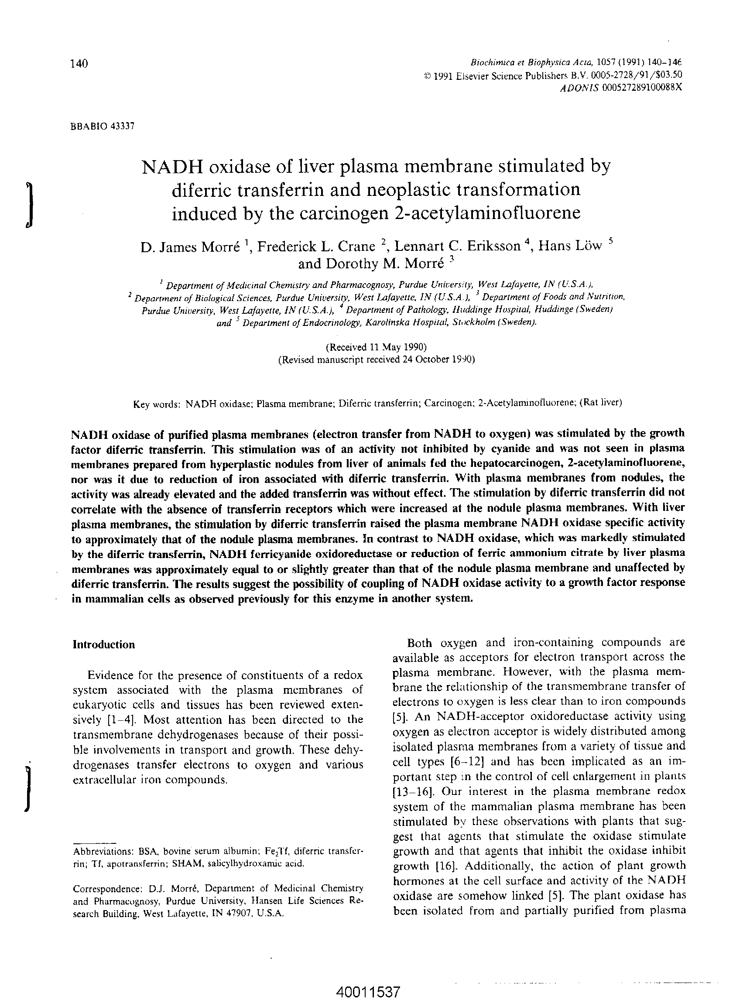 140
Biochimica et Biophysica Acta, 1057 (1991) 140–146
© 1991 Elsevier Science Publishers B.V. 0005-2728/91/$03.50
ADONIS 000527289100088X
BBABIO 43337
NADH oxidase of liver plasma membrane stimulated by
diferric transferrin and neoplastic transformation
induced by the carcinogen 2-acetylaminofluorene
D. James Morré 1, Frederick L. Crane 2, Lennart C. Eriksson 4, Hans Löw 5
and Dorothy M. Morré 3
1 Department of Medicinal Chemistry and Pharmacognosy, Purdue University, West Lafayette, IN (U.S.A.),
2 Department of Biological Sciences, Purdue University, West Lafayette, IN (U.S.A.), 3 Department of Foods and Nutrition,
Purdue University, West Lafayette, IN (U.S.A.), 4 Department of Pathology, Huddinge Hospital, Huddinge (Sweden)
and 5 Department of Endocrinology, Karolinska Hospital, Stockholm (Sweden).
(Received 11 May 1990)
(Revised manuscript received 24 October 1990)
Key words: NADH oxidase; Plasma membrane; Diferric transferrin; Carcinogen; 2-Acetylaminofluorene; (Rat liver)
NADH oxidase of purified plasma membranes (electron transfer from NADH to oxygen) was stimulated by the growth
factor diferric transferrin. This stimulation was of an activity not inhibited by cyanide and was not seen in plasma
membranes prepared from hyperplastic nodules from liver of animals fed the hepatocarcinogen, 2-acetylaminofluorene,
nor was it due to reduction of iron associated with diferric transferrin. With plasma membranes from nodules, the
activity was already elevated and the added transferrin was without effect. The stimulation by diferric transferrin did not
correlate with the absence of transferrin receptors which were increased at the nodule plasma membranes. With liver
plasma membranes, the stimulation by diferric transferrin raised the plasma membrane NADH oxidase specific activity
to approximately that of the nodule plasma membranes. In contrast to NADH oxidase, which was markedly stimulated
by the diferric transferrin, NADH ferricyanide oxidoreductase or reduction of ferric ammonium citrate by liver plasma
membranes was approximately equal to or slightly greater than that of the nodule plasma membrane and unaffected by
diferric transferrin. The results suggest the possibility of coupling of NADH oxidase activity to a growth factor response
in mammalian cells as observed previously for this enzyme in another system.
Introduction
Evidence for the presence of constituents of a redox
system associated with the plasma membranes of
eukaryotic cells and tissues has been reviewed exten-
sively [1–4]. Most attention has been directed to the
transmembrane dehydrogenases because of their possi-
ble involvements in transport and growth. These dehy-
drogenases transfer electrons to oxygen and various
extracellular iron compounds.
Abbreviations: BSA, bovine serum albumin; Fe2Tf, diferric transfer-
rin; Tf, apotransferrin; SHAM, salicylhydroxamic acid.
Correspondence: D.J. Morré, Department of Medicinal Chemistry
and Pharmacognosy, Purdue University, Hansen Life Sciences Re-
search Building, West Lafayette, IN 47907, U.S.A.
Both oxygen and iron-containing compounds are
available as acceptors for electron transport across the
plasma membrane. However, with the plasma mem-
brane the relationship of the transmembrane transfer of
electrons to oxygen is less clear than to iron compounds
[5]. An NADH-acceptor oxidoreductase activity using
oxygen as electron acceptor is widely distributed among
isolated plasma membranes from a variety of tissue and
cell types [6–12] and has been implicated as an im-
portant step in the control of cell enlargement in plants
[13–16]. Our interest in the plasma membrane redox
system of the mammalian plasma membrane has been
stimulated by these observations with plants that sug-
gest that agents that stimulate the oxidase stimulate
growth and that agents that inhibit the oxidase inhibit
growth [16]. Additionally, the action of plant growth
hormones at the cell surface and activity of the NADH
oxidase are somehow linked [5]. The plant oxidase has
been isolated from and partially purified from plasma
40011537